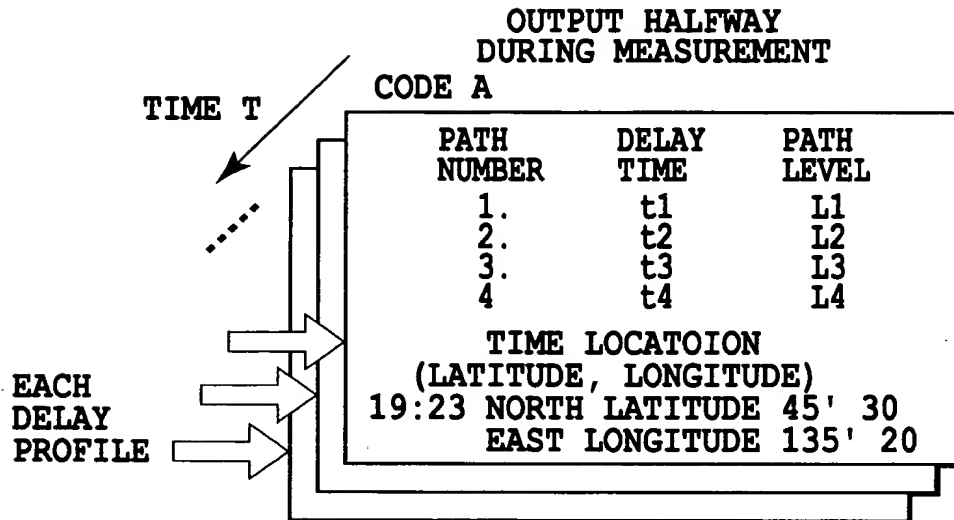 OUTPUT HALFWAY
DURING MEASUREMENT
TIME T
CODE A
PATH NUMBER DELAY TIME PATH LEVEL
1. t1 L1
2. t2 L2
3. t3 L3
4 t4 L4
TIME LOCATOION
(LATITUDE, LONGITUDE)
19:23 NORTH LATITUDE 45' 30
EAST LONGITUDE 135' 20
EACH
DELAY
PROFILE